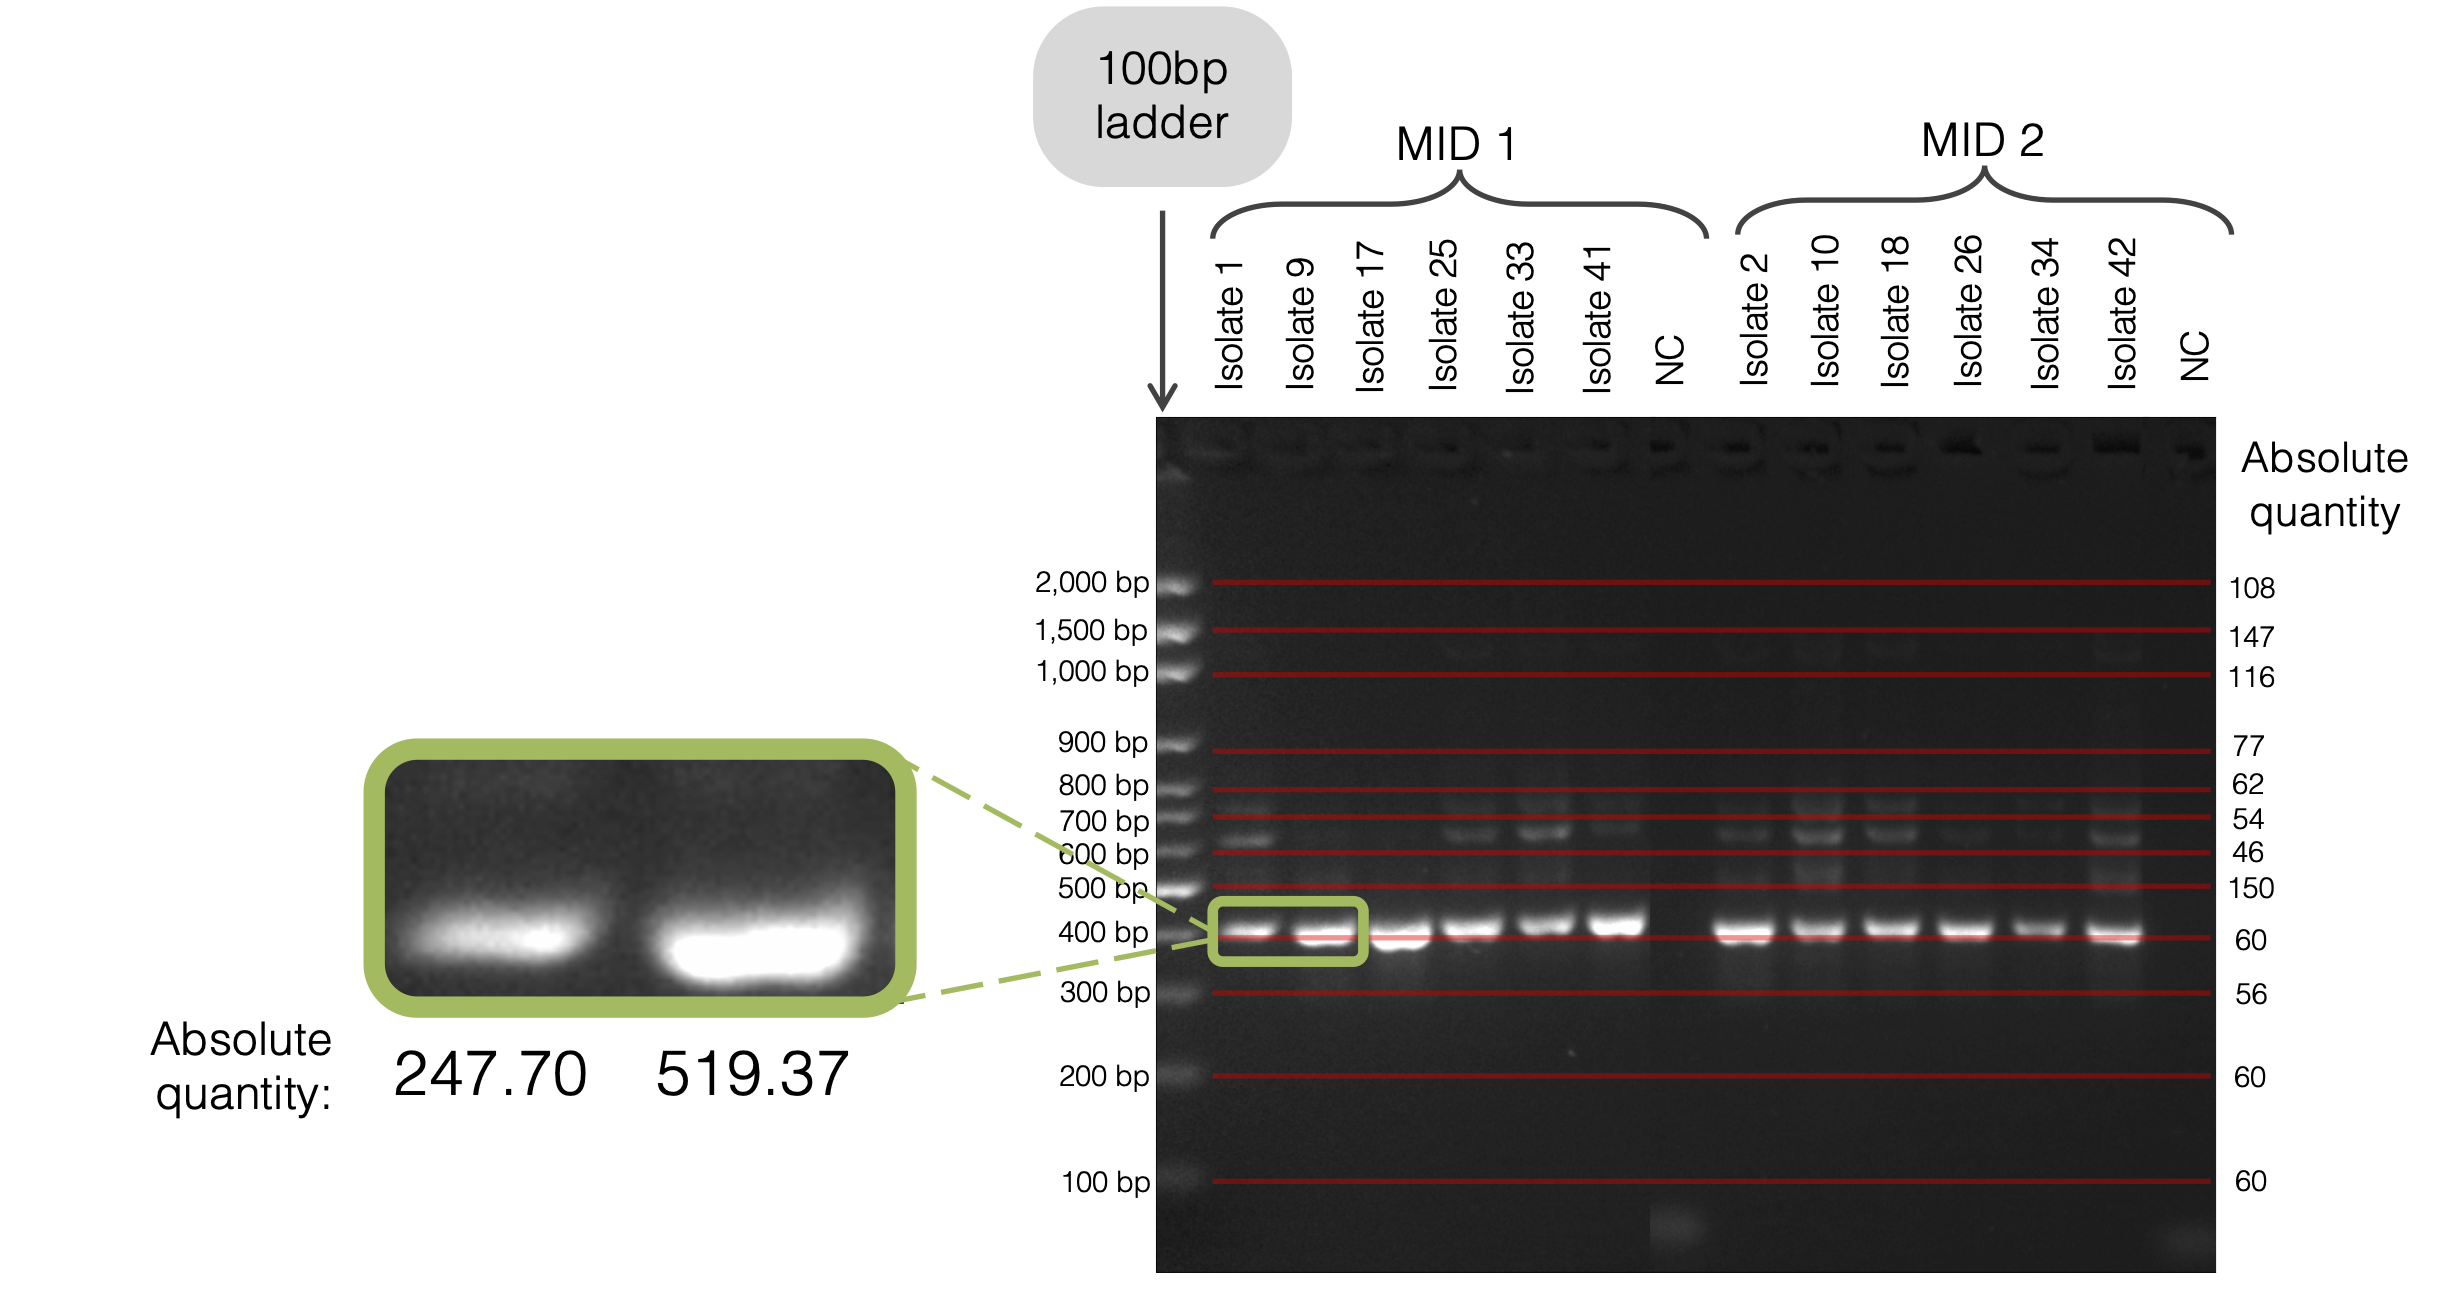 100bp
ladder
MID 1
MID 2
Isolate 1
Isolate 9
Isolate 17
Isolate 25
Isolate 33
Isolate 41
NC
Isolate 2
Isolate 10
Isolate 18
Isolate 26
Isolate 34
Isolate 42
NC
Absolute
quantity
2,000 bp
108
1,500 bp
147
1,000 bp
116
900 bp
77
800 bp
62
700 bp
54
600 bp
46
500 bp
150
400 bp
60
300 bp
56
200 bp
60
100 bp
60
Absolute
quantity:
247.70
519.37